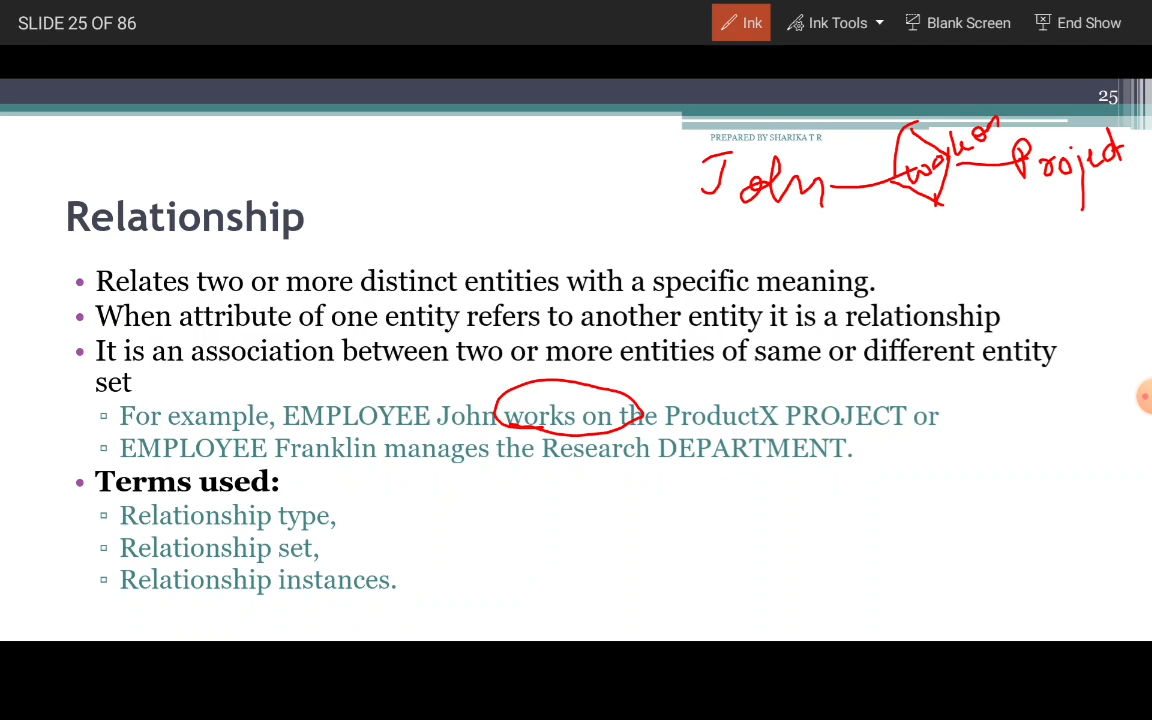 SLIDE 25 OF 86
Ink
Ink Tools
Blank Screen
End Show
25
PREPARED BY SHARIKA T R
John work on Project
Relationship
• Relates two or more distinct entities with a specific meaning.
• When attribute of one entity refers to another entity it is a relationship
• It is an association between two or more entities of same or different entity
set
▫ For example, EMPLOYEE John works on the ProductX PROJECT or
▫ EMPLOYEE Franklin manages the Research DEPARTMENT.
• Terms used:
▫ Relationship type,
▫ Relationship set,
▫ Relationship instances.